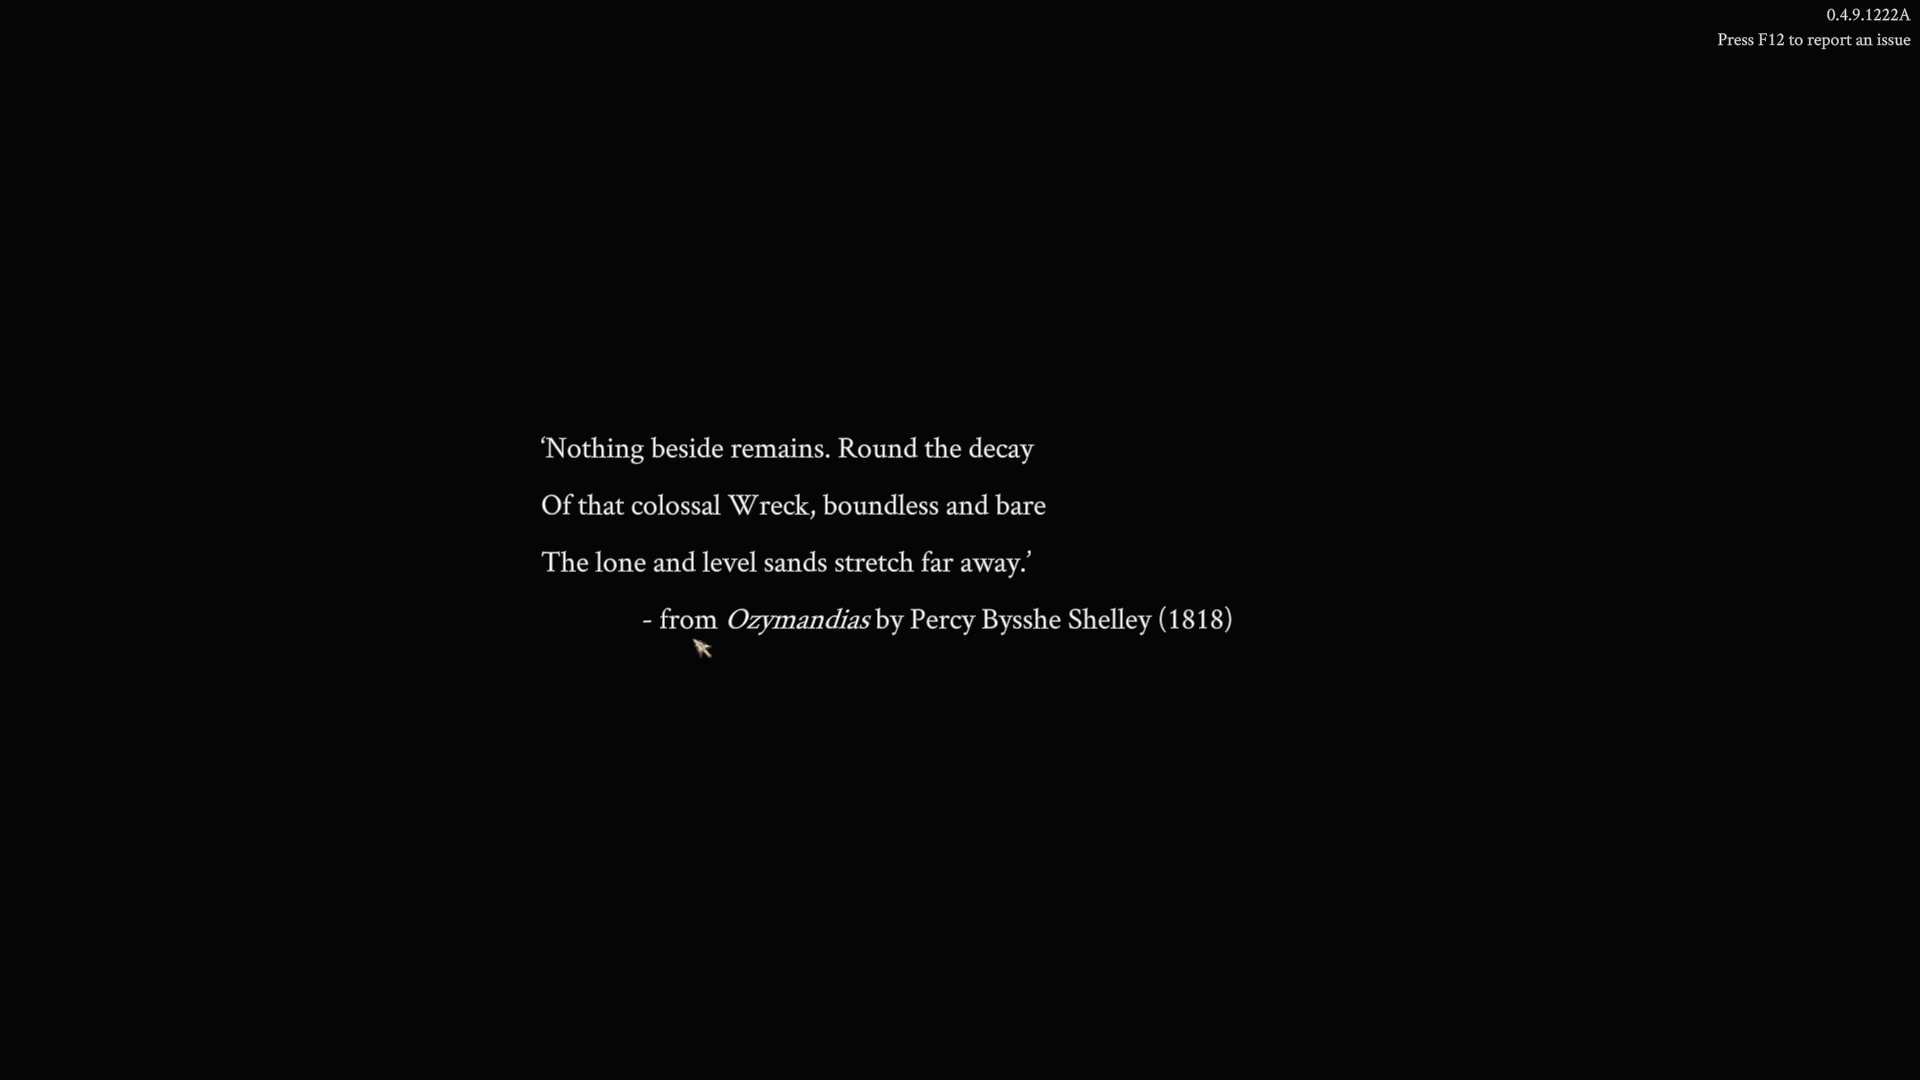 0.4.9.1222A
Press F12 to report an issue
‘Nothing beside remains. Round the decay
Of that colossal Wreck, boundless and bare
The lone and level sands stretch far away.’
- from Ozymandias by Percy Bysshe Shelley (1818)